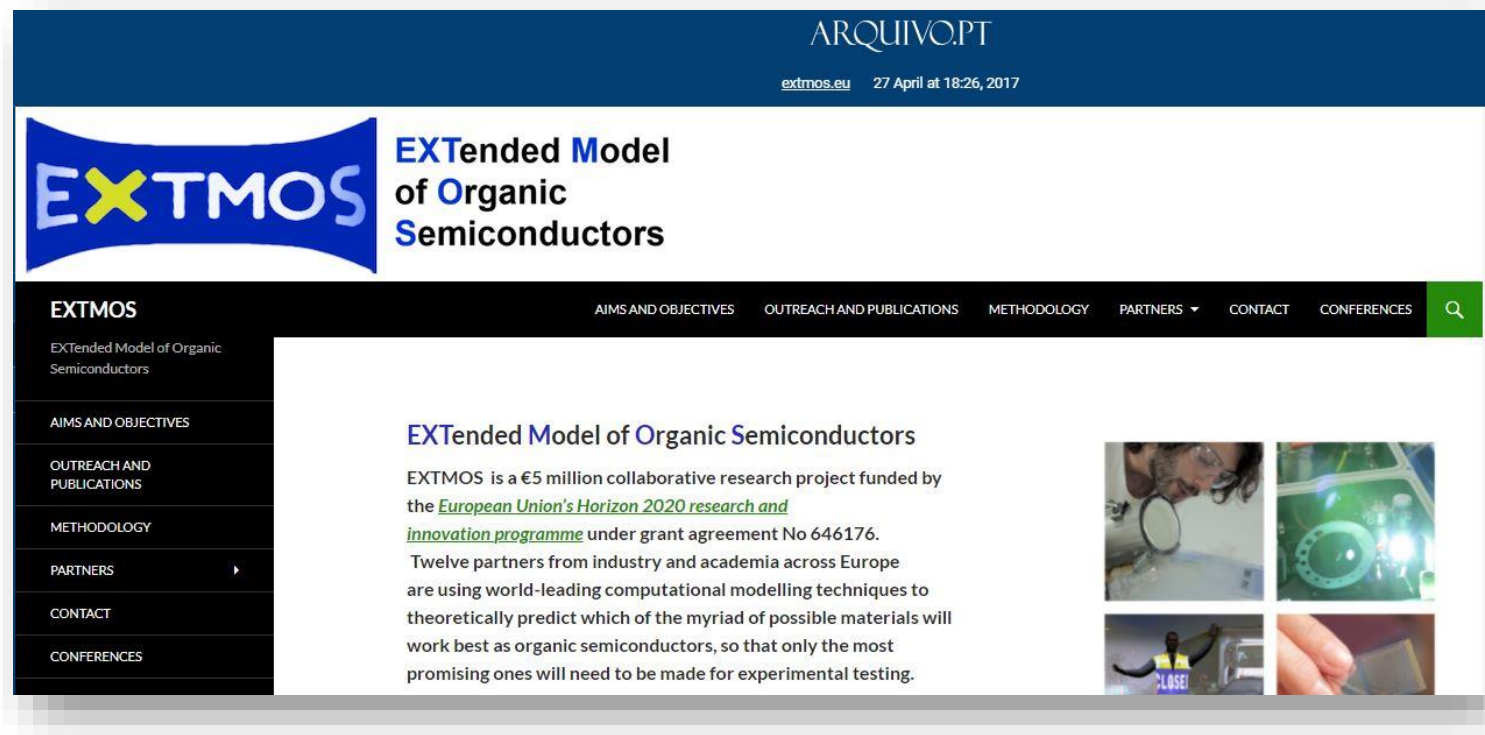 ARQUIVO.PT
extmos.eu 27 April at 18:26, 2017
EXTMOS
EXTended Model
of Organic
Semiconductors
EXTMOS
AIMS AND OBJECTIVES OUTREACH AND PUBLICATIONS METHODOLOGY PARTNERS CONTACT CONFERENCES
EXTended Model of Organic
Semiconductors
AIMS AND OBJECTIVES
OUTREACH AND
PUBLICATIONS
METHODOLOGY
PARTNERS
CONTACT
CONFERENCES
EXTended Model of Organic Semiconductors
EXTMOS is a €5 million collaborative research project funded by
the European Union's Horizon 2020 research and
innovation programme under grant agreement No 646176.
Twelve partners from industry and academia across Europe
are using world-leading computational modelling techniques to
theoretically predict which of the myriad of possible materials will
work best as organic semiconductors, so that only the most
promising ones will need to be made for experimental testing.
CLOSE!